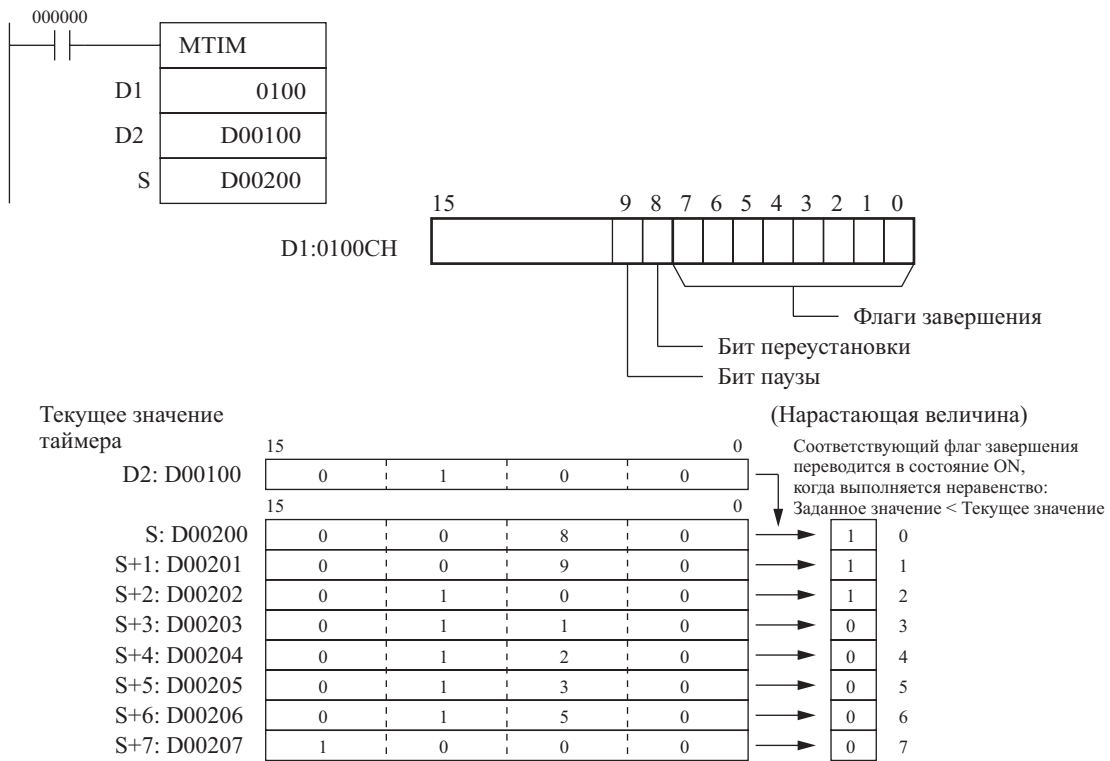 000000
MTIM
D1 0100
D2 D00100
S D00200
15 9 8 7 6 5 4 3 2 1 0
D1:0100CH
Флаги завершения
Бит переустановки
Бит паузы
Текущее значение
таймера
(Нарастающая величина)
15 0
D2: D00100 0 1 0 0
Соответствующий флаг завершения
переводится в состояние ON,
когда выполняется неравенство:
Заданное значение < Текущее значение
15 0
S: D00200 0 0 8 0 1 0
S+1: D00201 0 0 9 0 1 1
S+2: D00202 0 1 0 0 1 2
S+3: D00203 0 1 1 0 0 3
S+4: D00204 0 1 2 0 0 4
S+5: D00205 0 1 3 0 0 5
S+6: D00206 0 1 5 0 0 6
S+7: D00207 1 0 0 0 0 7